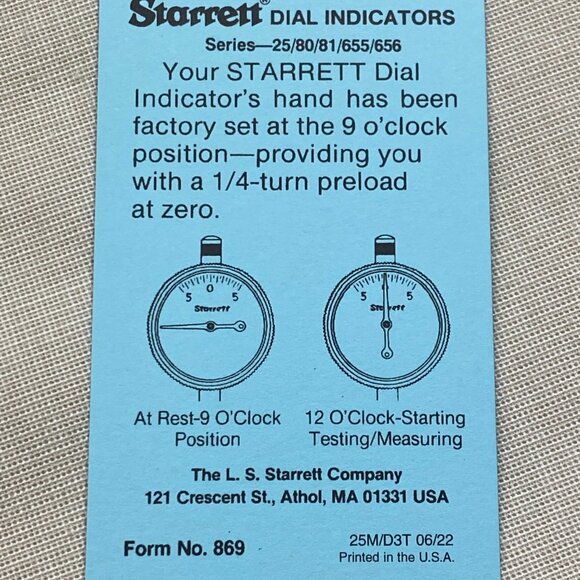 Starrett® DIAL INDICATORS
Series—25/80/81/655/656
Your STARRETT Dial
Indicator's hand has been
factory set at the 9 o'clock
position—providing you
with a 1/4-turn preload
at zero.
5 0 5
Starrett
5 5
Starrett
At Rest-9 O'Clock
Position
12 O'Clock-Starting
Testing/Measuring
The L. S. Starrett Company
121 Crescent St., Athol, MA 01331 USA
Form No. 869
25M/D3T 06/22
Printed in the U.S.A.